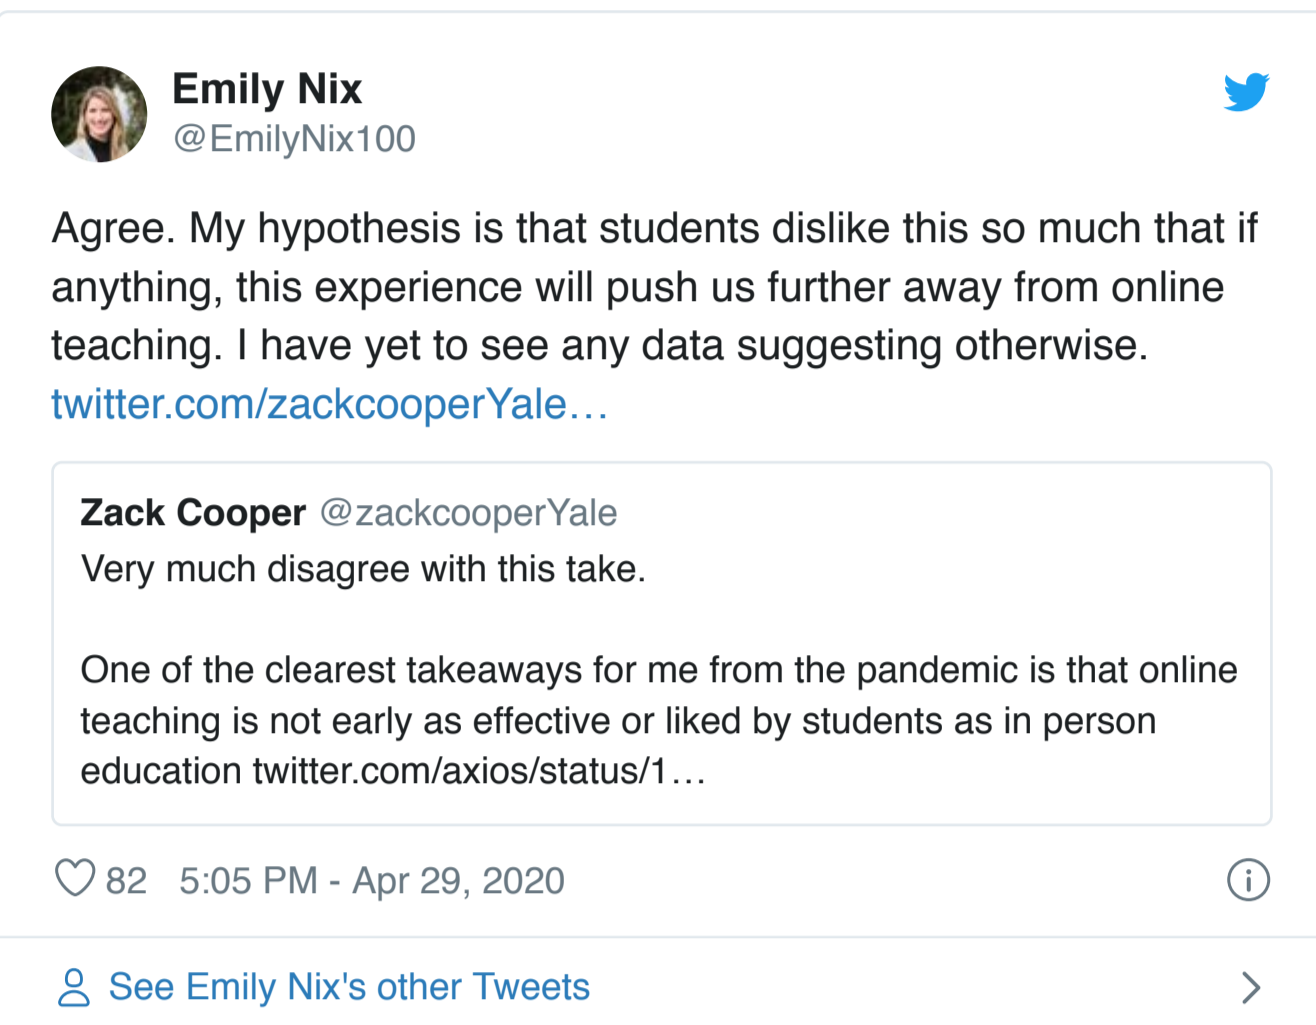 Emily Nix
@EmilyNix100
Agree. My hypothesis is that students dislike this so much that if
anything, this experience will push us further away from online
teaching. I have yet to see any data suggesting otherwise.
twitter.com/zackcooperYale…
Zack Cooper @zackcooperYale
Very much disagree with this take.
One of the clearest takeaways for me from the pandemic is that online
teaching is not early as effective or liked by students as in person
education twitter.com/axios/status/1…
82 5:05 PM - Apr 29, 2020
See Emily Nix's other Tweets